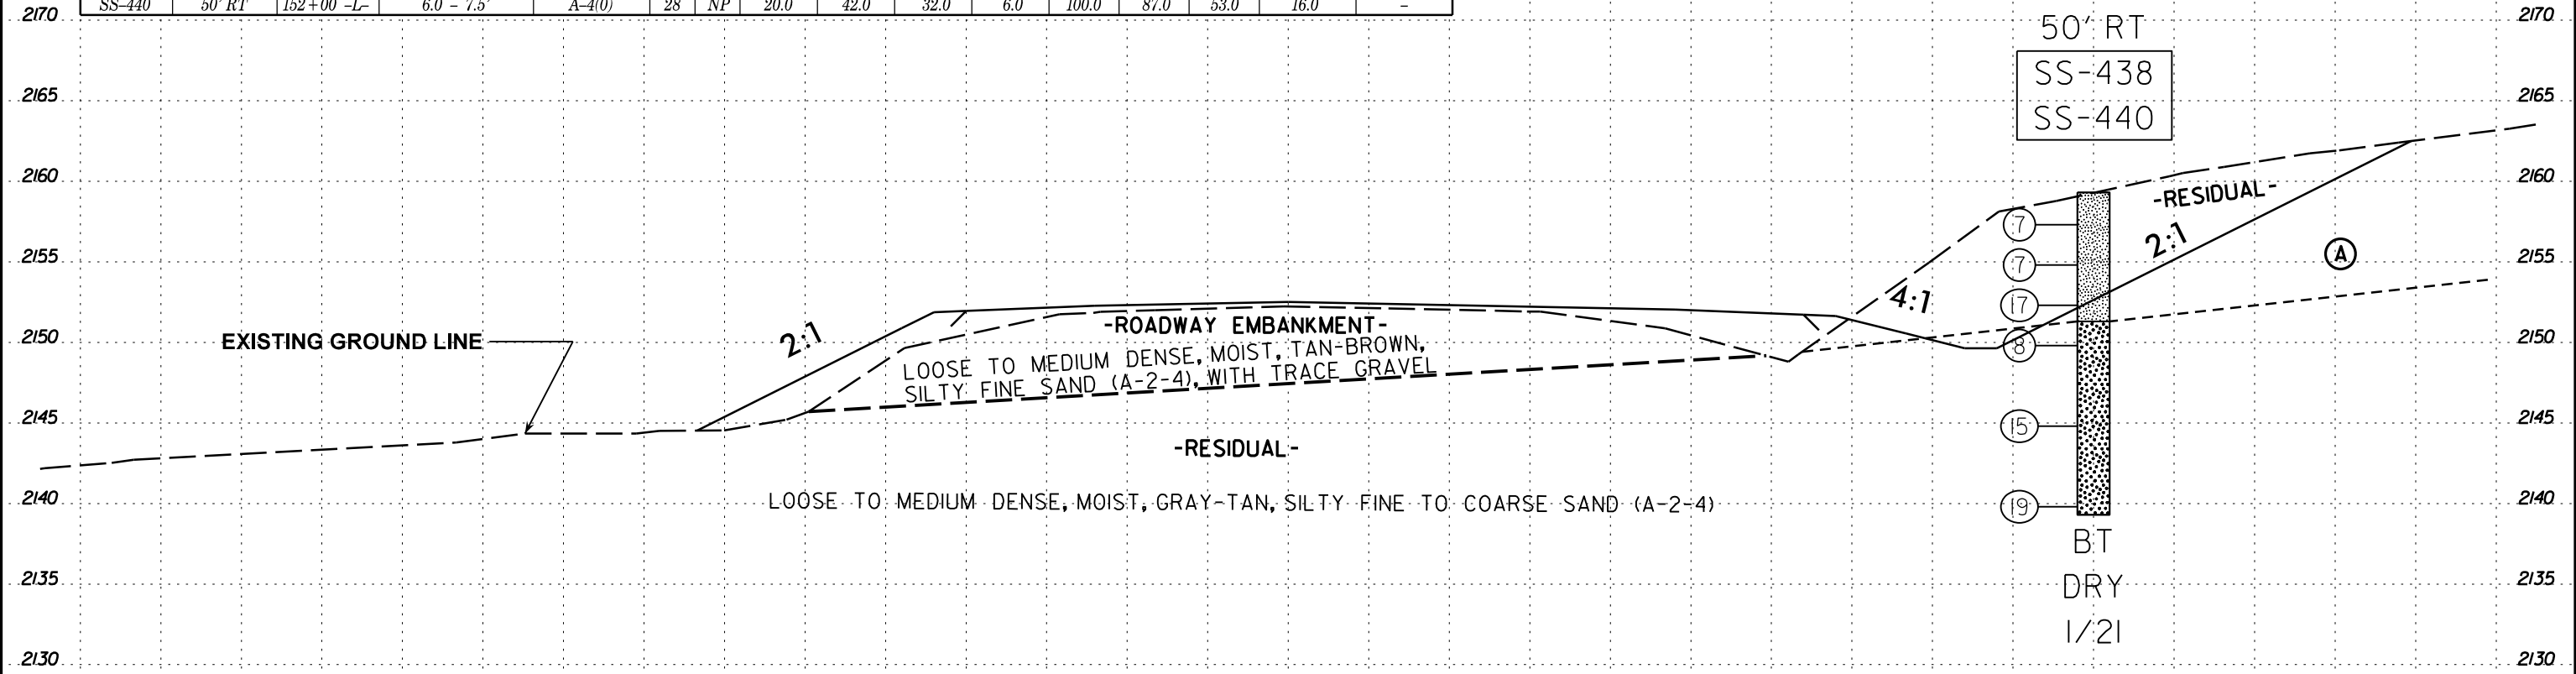 SS-440 50' RT 152+00 -L- 6.0 - 7.5' A-4(0) 28 NP 20.0 42.0 32.0 6.0 100.0 87.0 53.0 16.0 -
2170 2170
50' RT
SS-438
2165 2165
SS-440
2160 2160
-RESIDUAL-
7
2:1
2155 7 A 2155
4:1
17
-ROADWAY EMBANKMENT-
EXISTING GROUND LINE
2:1
2150 8 2150
LOOSE TO MEDIUM DENSE, MOIST, TAN-BROWN,
SILTY FINE SAND (A-2-4), WITH TRACE GRAVEL
2145 15 2145
-RESIDUAL-
2140 LOOSE TO MEDIUM DENSE, MOIST, GRAY-TAN, SILTY FINE TO COARSE SAND (A-2-4) 19 2140
BT
2135 DRY 2135
1/21
2130 2130